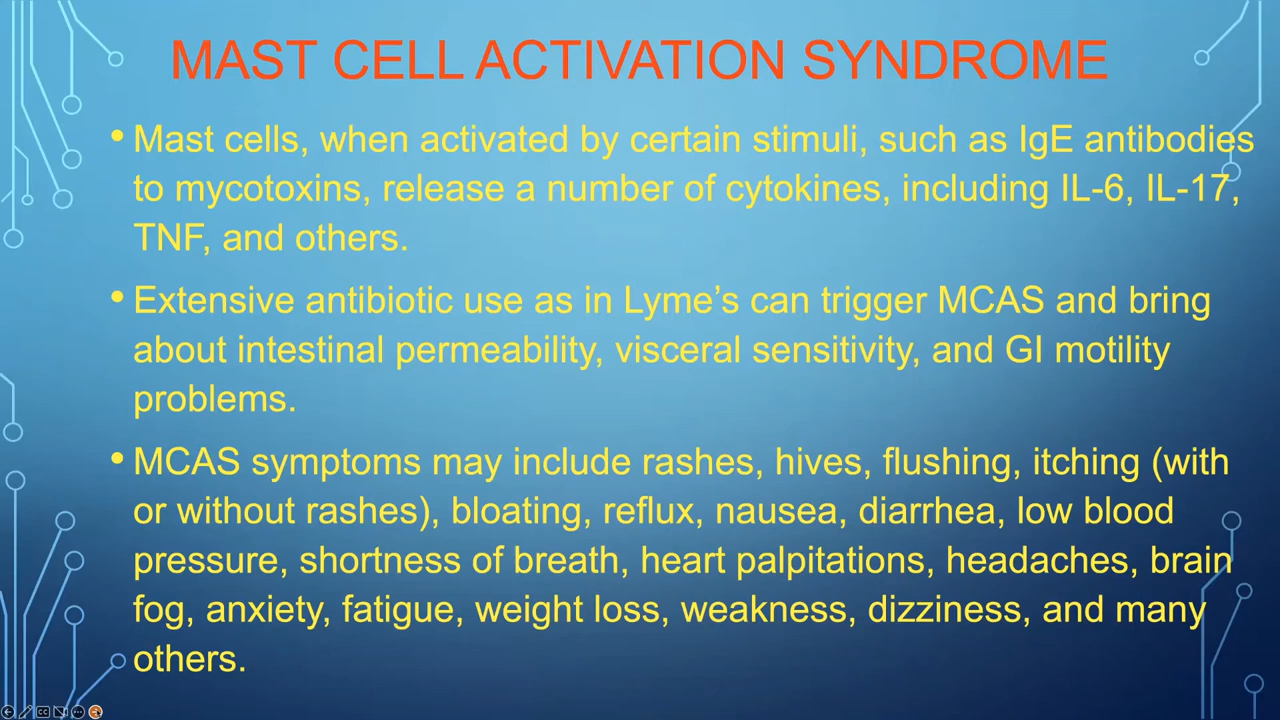 MAST CELL ACTIVATION SYNDROME
• Mast cells, when activated by certain stimuli, such as IgE antibodies
to mycotoxins, release a number of cytokines, including IL-6, IL-17,
TNF, and others.
• Extensive antibiotic use as in Lyme’s can trigger MCAS and bring
about intestinal permeability, visceral sensitivity, and GI motility
problems.
• MCAS symptoms may include rashes, hives, flushing, itching (with
or without rashes), bloating, reflux, nausea, diarrhea, low blood
pressure, shortness of breath, heart palpitations, headaches, brain
fog, anxiety, fatigue, weight loss, weakness, dizziness, and many
others.